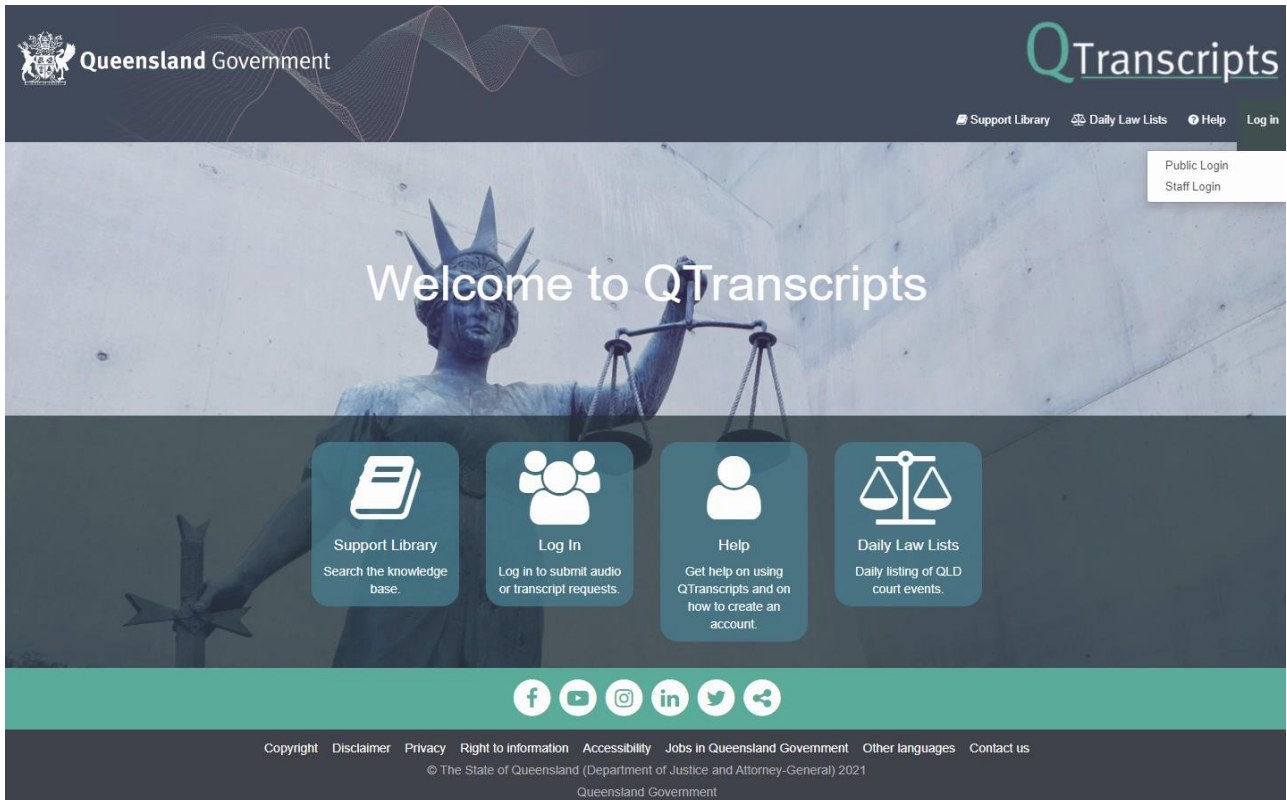 Queensland Government
QTranscripts
Support Library Daily Law Lists Help Log in
Public Login
Staff Login
Welcome to QTranscripts
Support Library
Search the knowledge
base.
Log In
Log in to submit audio
or transcript requests.
Help
Get help on using
QTranscripts and on
how to create an
account.
Daily Law Lists
Daily listing of QLD
court events.
Copyright Disclaimer Privacy Right to information Accessibility Jobs in Queensland Government Other languages Contact us
© The State of Queensland (Department of Justice and Attorney-General) 2021
Queensland Government